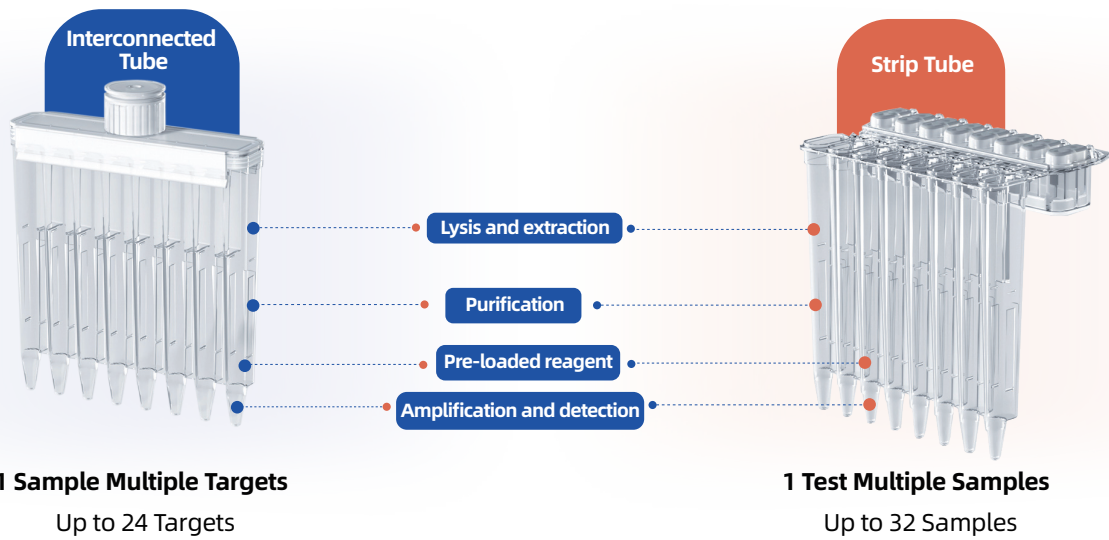 Interconnected
Tube
Strip Tube
Lysis and extraction
Purification
Pre-loaded reagent
Amplification and detection
1 Sample Multiple Targets
Up to 24 Targets
1 Test Multiple Samples
Up to 32 Samples